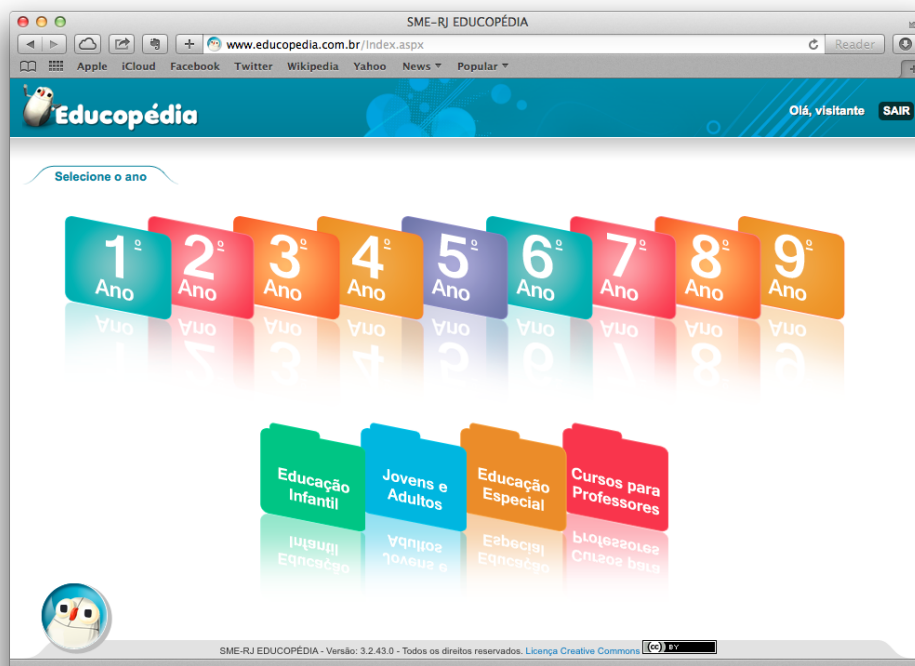 SME-RJ EDUCOPÉDIA
www.educopedia.com.br/Index.aspx
Reader
Apple iCloud Facebook Twitter Wikipedia Yahoo News Popular
Educopédia
Olá, visitante SAIR
Selecione o ano
1º Ano
2º Ano
3º Ano
4º Ano
5º Ano
6º Ano
7º Ano
8º Ano
9º Ano
Educação
Infantil
Jovens e
Adultos
Educação
Especial
Cursos para
Professores
SME-RJ EDUCOPÉDIA - Versão: 3.2.43.0 - Todos os direitos reservados. Licença Creative Commons (cc) BY